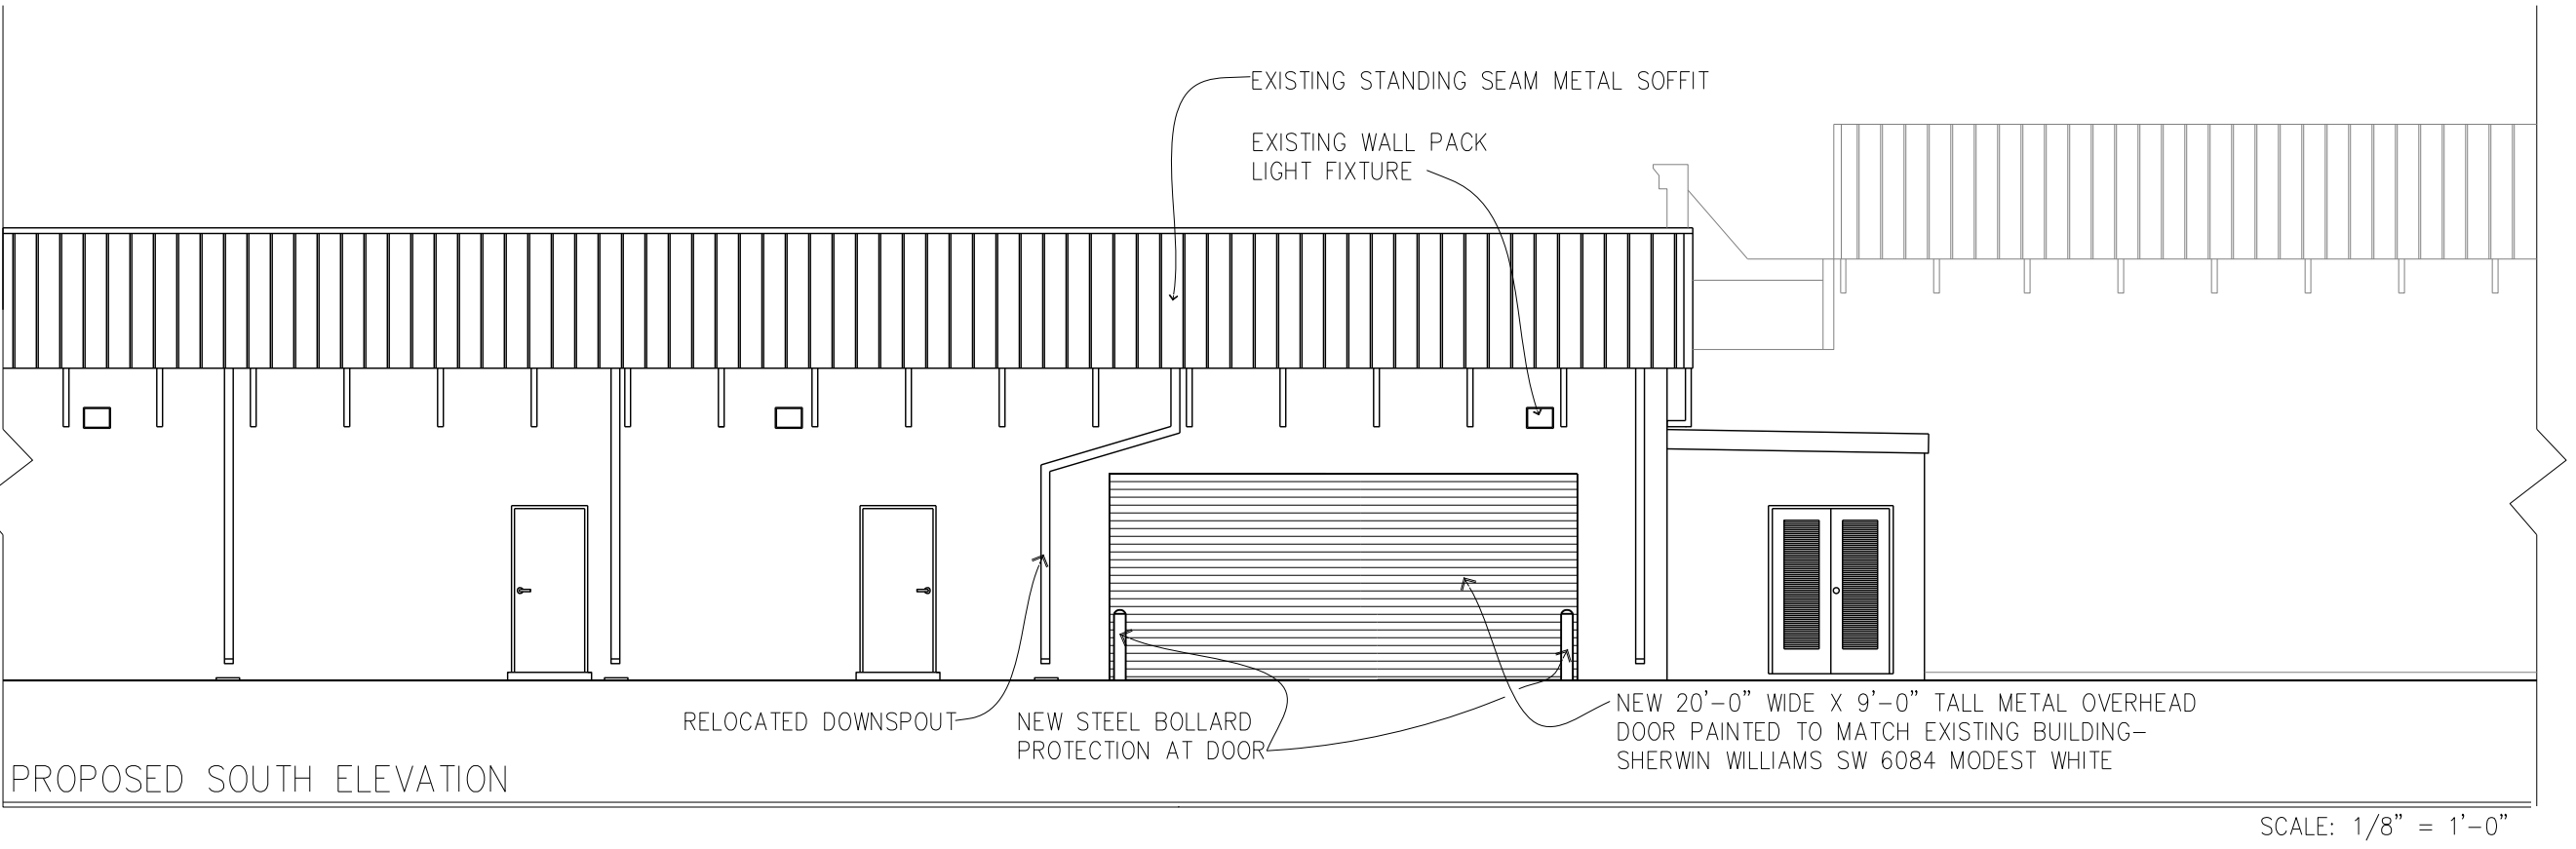 EXISTING STANDING SEAM METAL SOFFIT
EXISTING WALL PACK
LIGHT FIXTURE
RELOCATED DOWNSPOUT
NEW STEEL BOLLARD
PROTECTION AT DOOR
NEW 20'-0" WIDE X 9'-0" TALL METAL OVERHEAD
DOOR PAINTED TO MATCH EXISTING BUILDING-
SHERWIN WILLIAMS SW 6084 MODEST WHITE
PROPOSED SOUTH ELEVATION
SCALE: 1/8" = 1'-0"